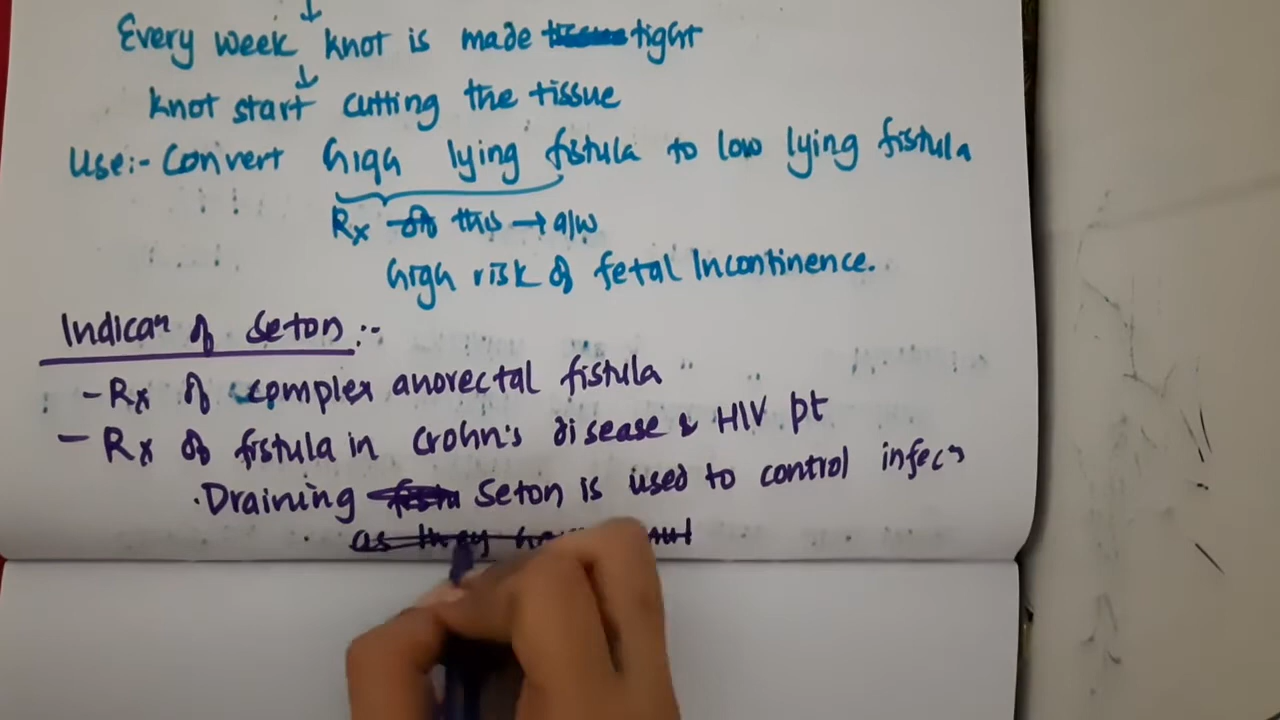 Every week knot is made tight
knot start cutting the tissue
Use:- Convert high lying fistula to low lying fistula
Rx of this → a/w
high risk of fetal Incontinence.
Indican of Seton :-
- Rx of complex anorectal fistula
- Rx of fistula in Crohn's disease & HIV pt
. Draining Seton is used to control infecn
as they